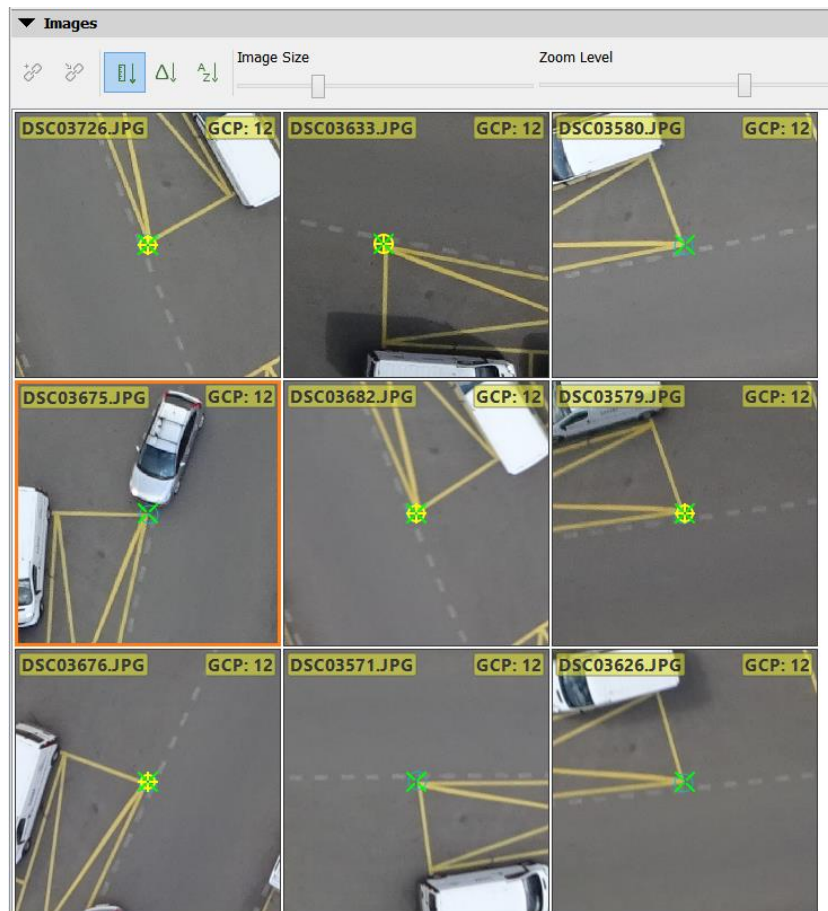 Images
Image Size
Zoom Level
A
Z
DSC03726.JPG GCP: 12
DSC03633.JPG GCP: 12
DSC03580.JPG GCP: 12
DSC03675.JPG GCP: 12
DSC03682.JPG GCP: 12
DSC03579.JPG GCP: 12
DSC03676.JPG GCP: 12
DSC03571.JPG GCP: 12
DSC03626.JPG GCP: 12